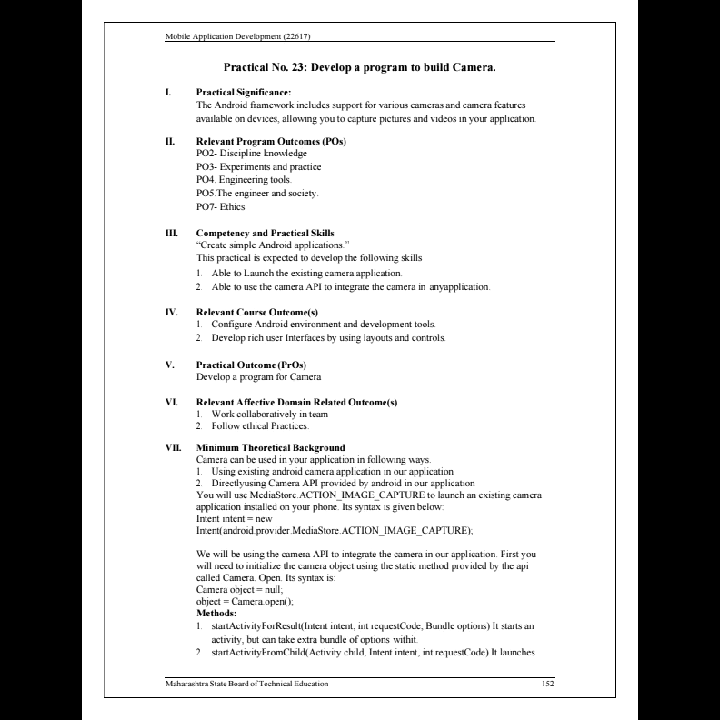 Mobile Application Development (22617)
Practical No. 23: Develop a program to build Camera.
I. Practical Significance:
The Android framework includes support for various cameras and camera features
available on devices, allowing you to capture pictures and videos in your application.
II. Relevant Program Outcomes (POs)
PO2- Discipline knowledge
PO3- Experiments and practice
PO4. Engineering tools.
PO5.The engineer and society.
PO7- Ethics
III. Competency and Practical Skills
“Create simple Android applications.”
This practical is expected to develop the following skills
1. Able to Launch the existing camera application.
2. Able to use the camera API to integrate the camera in anyapplication.
IV. Relevant Course Outcome(s)
1. Configure Android environment and development tools.
2. Develop rich user Interfaces by using layouts and controls.
V. Practical Outcome (PrOs)
Develop a program for Camera
VI. Relevant Affective Domain Related Outcome(s)
1. Work collaboratively in team
2. Follow ethical Practices.
VII. Minimum Theoretical Background
Camera can be used in your application in following ways.
1. Using existing android camera application in our application
2. Directlyusing Camera API provided by android in our application
You will use MediaStore.ACTION_IMAGE_CAPTURE to launch an existing camera
application installed on your phone. Its syntax is given below:
Intent intent = new
Intent(android.provider.MediaStore.ACTION_IMAGE_CAPTURE);
We will be using the camera API to integrate the camera in our application. First you
will need to initialize the camera object using the static method provided by the api
called Camera. Open. Its syntax is:
Camera object = null;
object = Camera.open();
Methods:
1. startActivityForResult(Intent intent, int requestCode, Bundle options) It starts an
activity, but can take extra bundle of options withit.
2. startActivityFromChild(Activity child, Intent intent, int requestCode) It launches
Maharashtra State Board of Technical Education 152